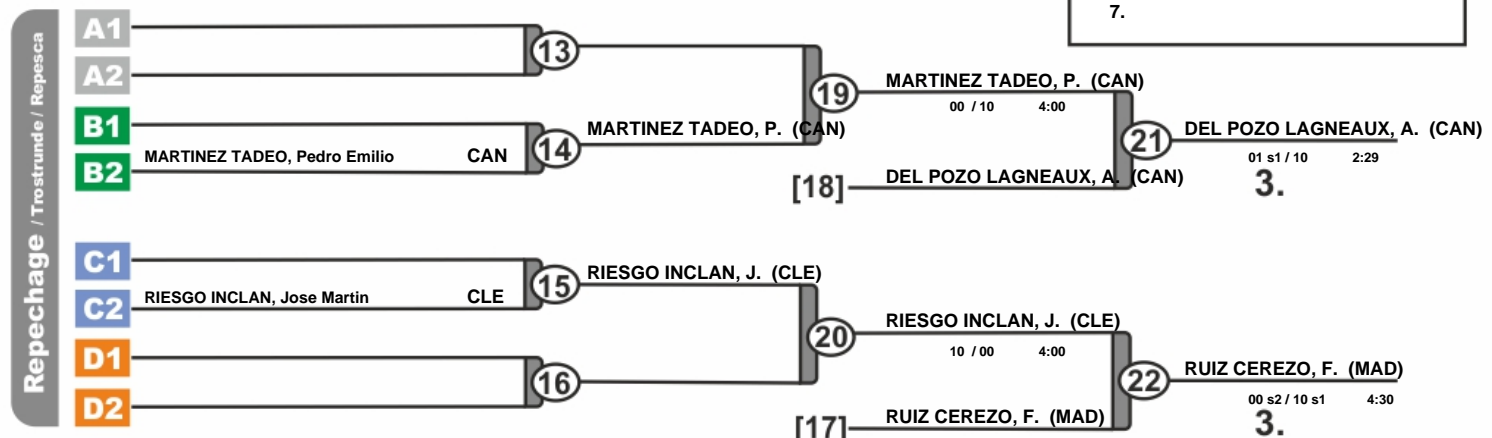 7.
Repechage / Trostrunde / Repesca
A1
13
A2
19
MARTINEZ TADEO, P. (CAN)
00 / 10 4:00
B1
MARTINEZ TADEO, P. (CAN)
21
DEL POZO LAGNEAUX, A. (CAN)
01 s1 / 10 2:29
3.
MARTINEZ TADEO, Pedro Emilio CAN
14
B2
[18]
DEL POZO LAGNEAUX, A. (CAN)
C1
15
RIESGO INCLAN, J. (CLE)
C2
RIESGO INCLAN, Jose Martin CLE
20
RIESGO INCLAN, J. (CLE)
10 / 00 4:00
D1
16
22
RUIZ CEREZO, F. (MAD)
00 s2 / 10 s1 4:30
3.
D2
[17]
RUIZ CEREZO, F. (MAD)